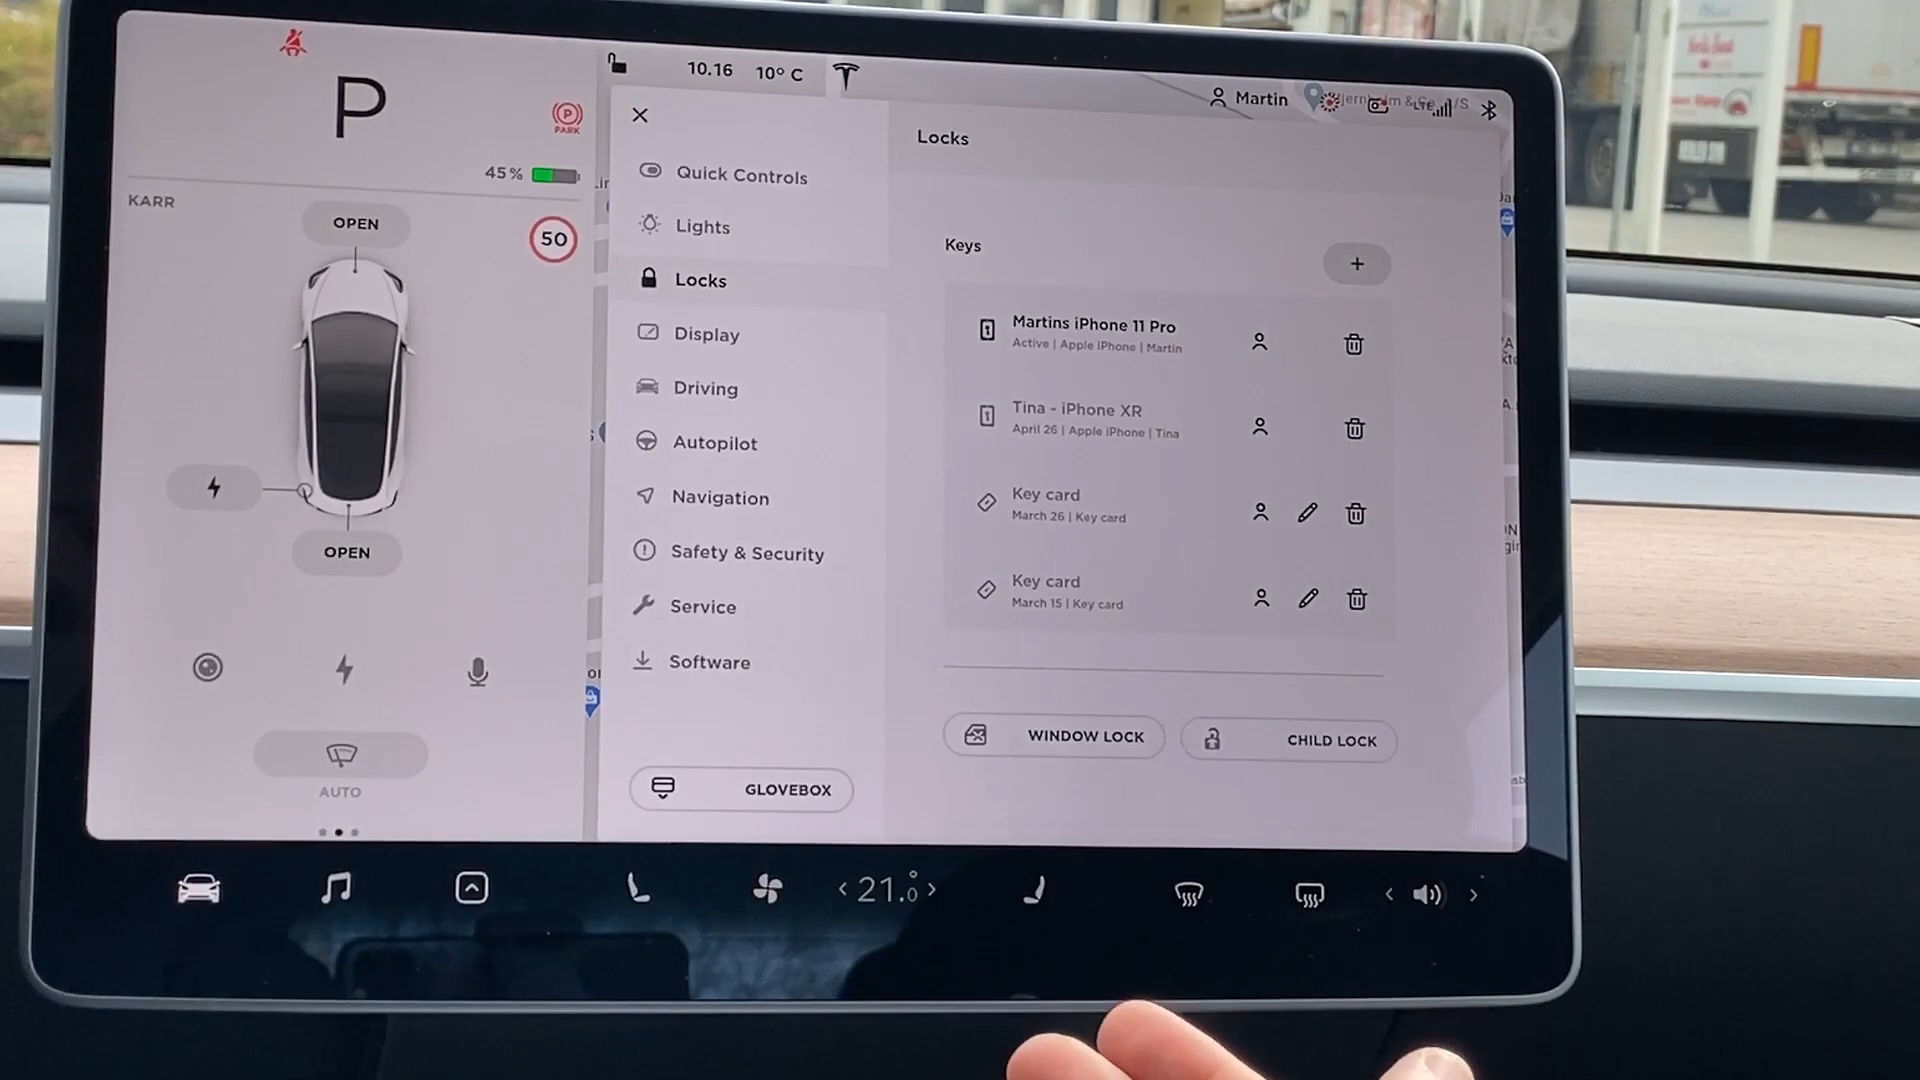 P
PARK
45%
KARR
OPEN
50
OPEN
AUTO
10.16 10° C
Martin
LTE
Quick Controls
Lights
Locks
Display
Driving
Autopilot
Navigation
Safety & Security
Service
Software
GLOVEBOX
Locks
Keys
+
Martins iPhone 11 Pro
Active | Apple iPhone | Martin
Tina - iPhone XR
April 26 | Apple iPhone | Tina
Key card
March 26 | Key card
Key card
March 15 | Key card
WINDOW LOCK
CHILD LOCK
21.0°